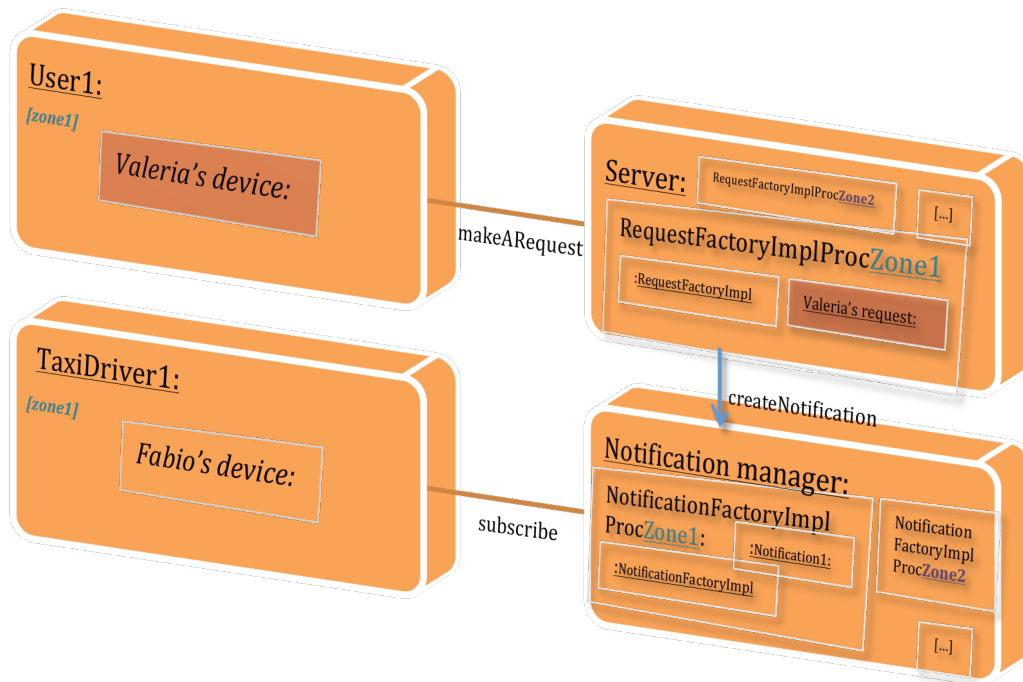 User1:
[zone1]
Valeria's device:
makeARequest
Server:
RequestFactoryImplProcZone2
[...]
RequestFactoryImplProcZone1
:RequestFactoryImpl
Valeria's request:
TaxiDriver1:
[zone1]
Fabio's device:
subscribe
createNotification
Notification manager:
NotificationFactoryImpl
ProcZone1:
:Notification1:
:NotificationFactoryImpl
Notification
FactoryImpl
ProcZone2
[...]